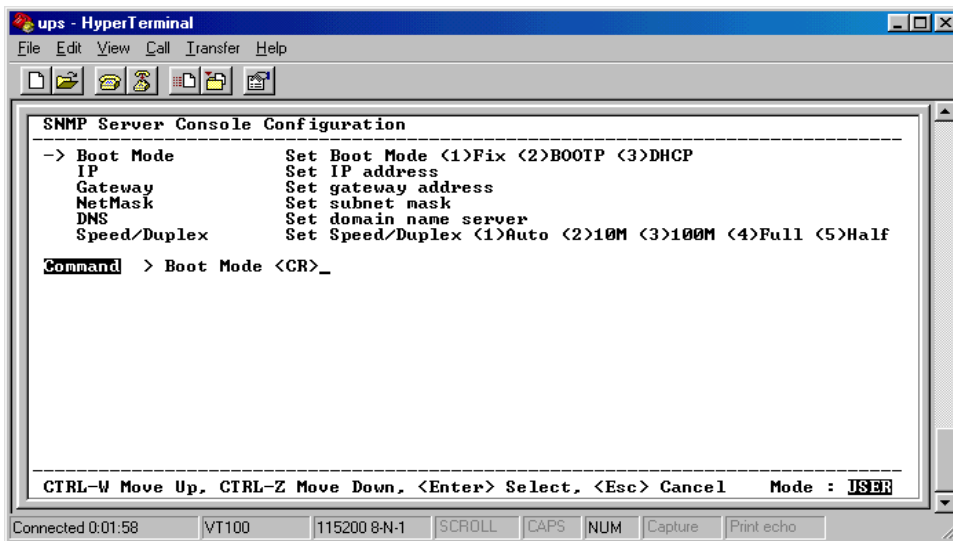 ups - HyperTerminal
File Edit View Call Transfer Help
SNMP Server Console Configuration
-> Boot Mode Set Boot Mode (1)Fix (2)BOOTP (3)DHCP
IP Set IP address
Gateway Set gateway address
NetMask Set subnet mask
DNS Set domain name server
Speed/Duplex Set Speed/Duplex (1)Auto (2)10M (3)100M (4)Full (5)Half
Command > Boot Mode <CR>_
CTRL-W Move Up, CTRL-Z Move Down, <Enter> Select, <Esc> Cancel Mode : USER
Connected 0:01:58 VT100 115200 8-N-1 SCROLL CAPS NUM Capture Print echo